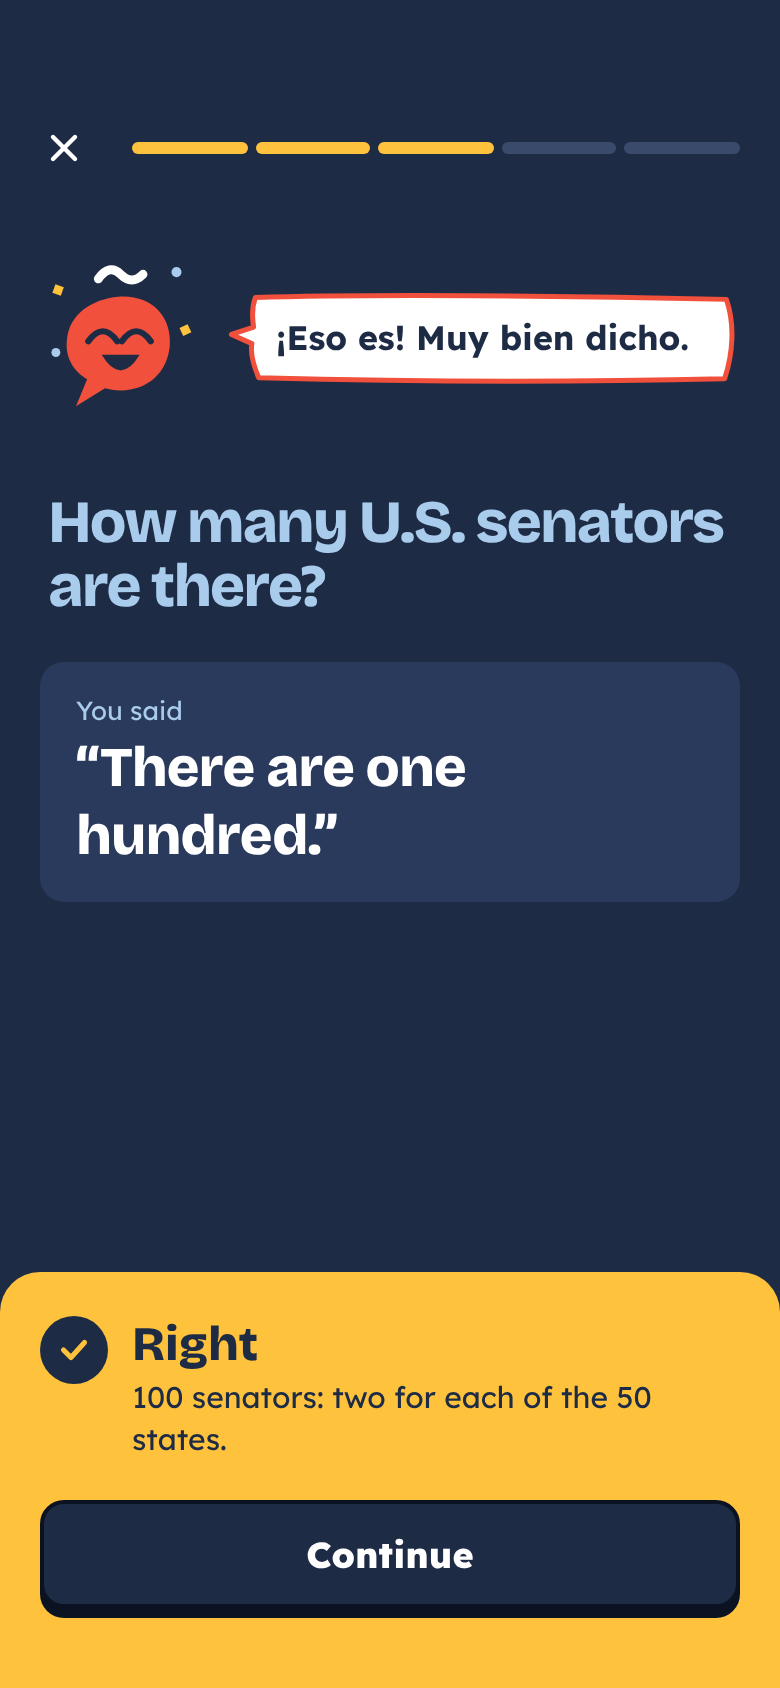 ¡Eso es! Muy bien dicho.
How many U.S. senators
are there?
You said
“There are one
hundred.”
Right
100 senators: two for each of the 50
states.
Continue